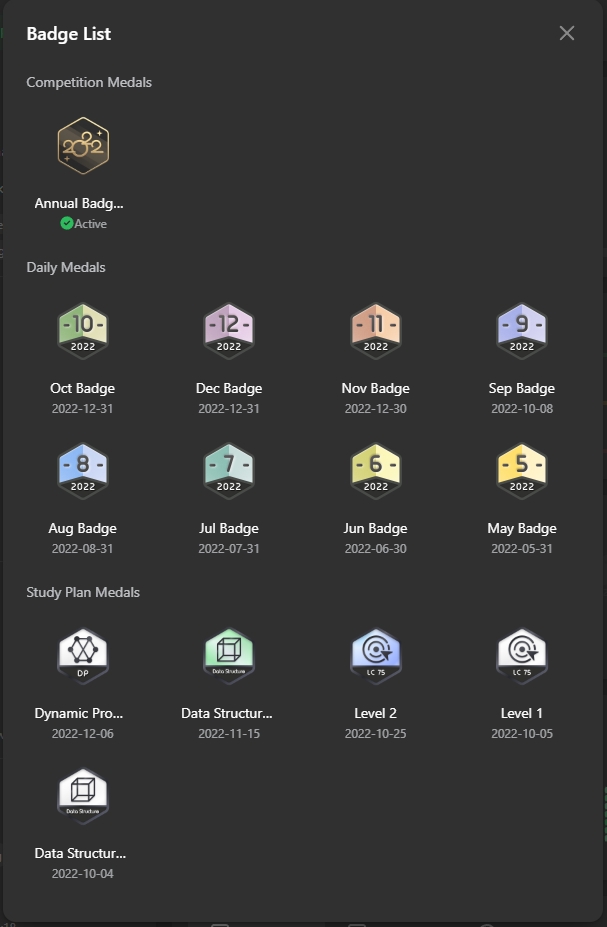 Badge List
Competition Medals
2022
Annual Badg...
Active
Daily Medals
-10- -12- -11- -9-
2022 2022 2022 2022
Oct Badge Dec Badge Nov Badge Sep Badge
2022-12-31 2022-12-31 2022-12-30 2022-10-08
-8- -7- -6- -5-
2022 2022 2022 2022
Aug Badge Jul Badge Jun Badge May Badge
2022-08-31 2022-07-31 2022-06-30 2022-05-31
Study Plan Medals
DP Data Structure LC 75 LC 75
Dynamic Pro... Data Structur... Level 2 Level 1
2022-12-06 2022-11-15 2022-10-25 2022-10-05
Data Structure
Data Structur...
2022-10-04